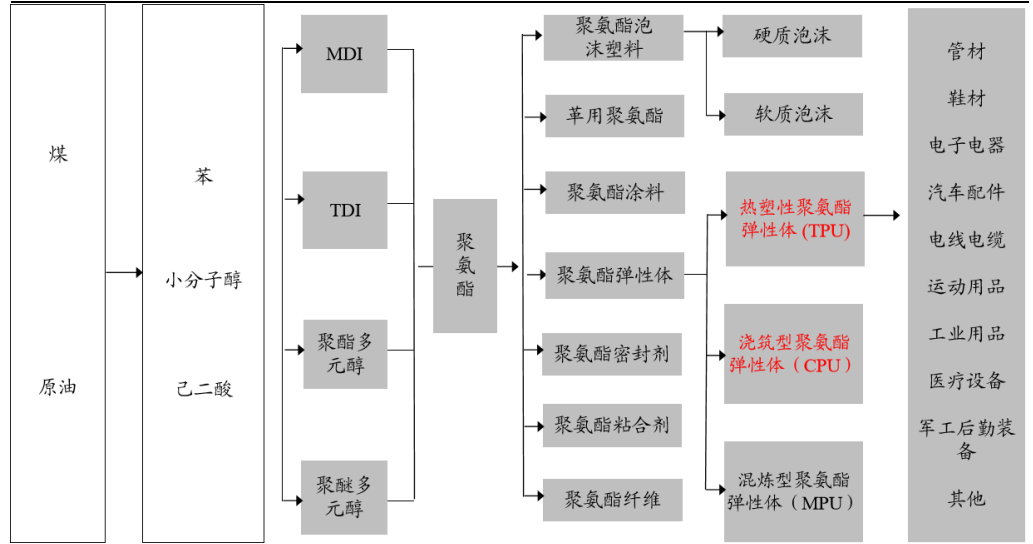 煤
原油
苯
小分子醇
己二酸
MDI
TDI
聚酯多
元醇
聚醚多
元醇
聚
氨
酯
聚氨酯泡
沫塑料
革用聚氨酯
聚氨酯涂料
聚氨酯弹性体
聚氨酯密封剂
聚氨酯粘合剂
聚氨酯纤维
硬质泡沫
软质泡沫
热塑性聚氨酯
弹性体 (TPU)
浇筑型聚氨酯
弹性体（CPU）
混炼型聚氨酯
弹性体（MPU）
管材
鞋材
电子电器
汽车配件
电线电缆
运动用品
工业用品
医疗设备
军工后勤装
备
其他